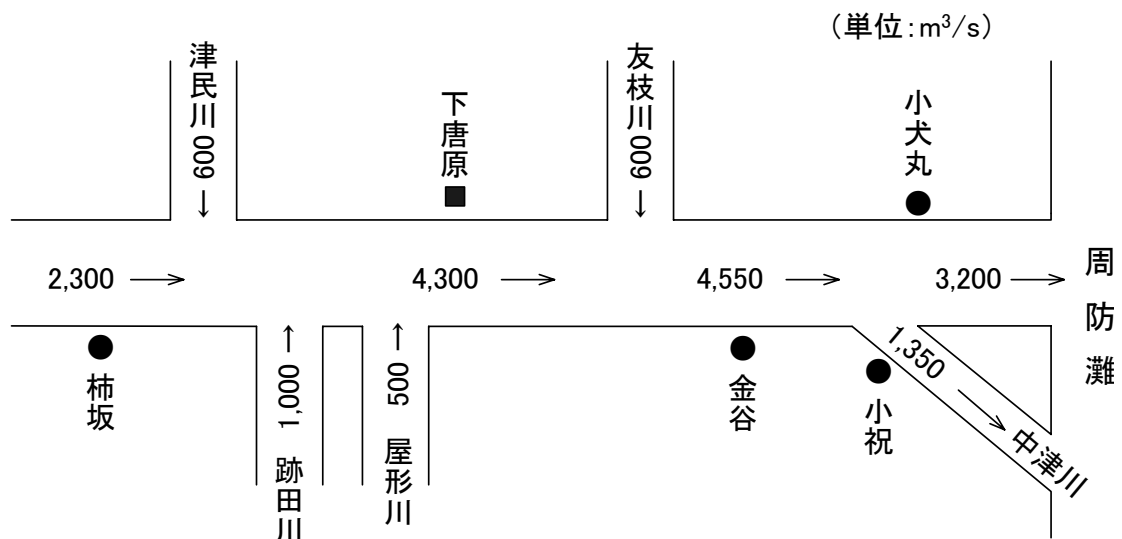 (単位:m³/s)
津民川 600 →
下唐原
友枝川 600 →
小犬丸
2,300 →
4,300 →
4,550 →
3,200 →
周防灘
柿坂
跡田川 1,000 →
屋形川 500 →
金谷
小祝
1,350 →
中津川